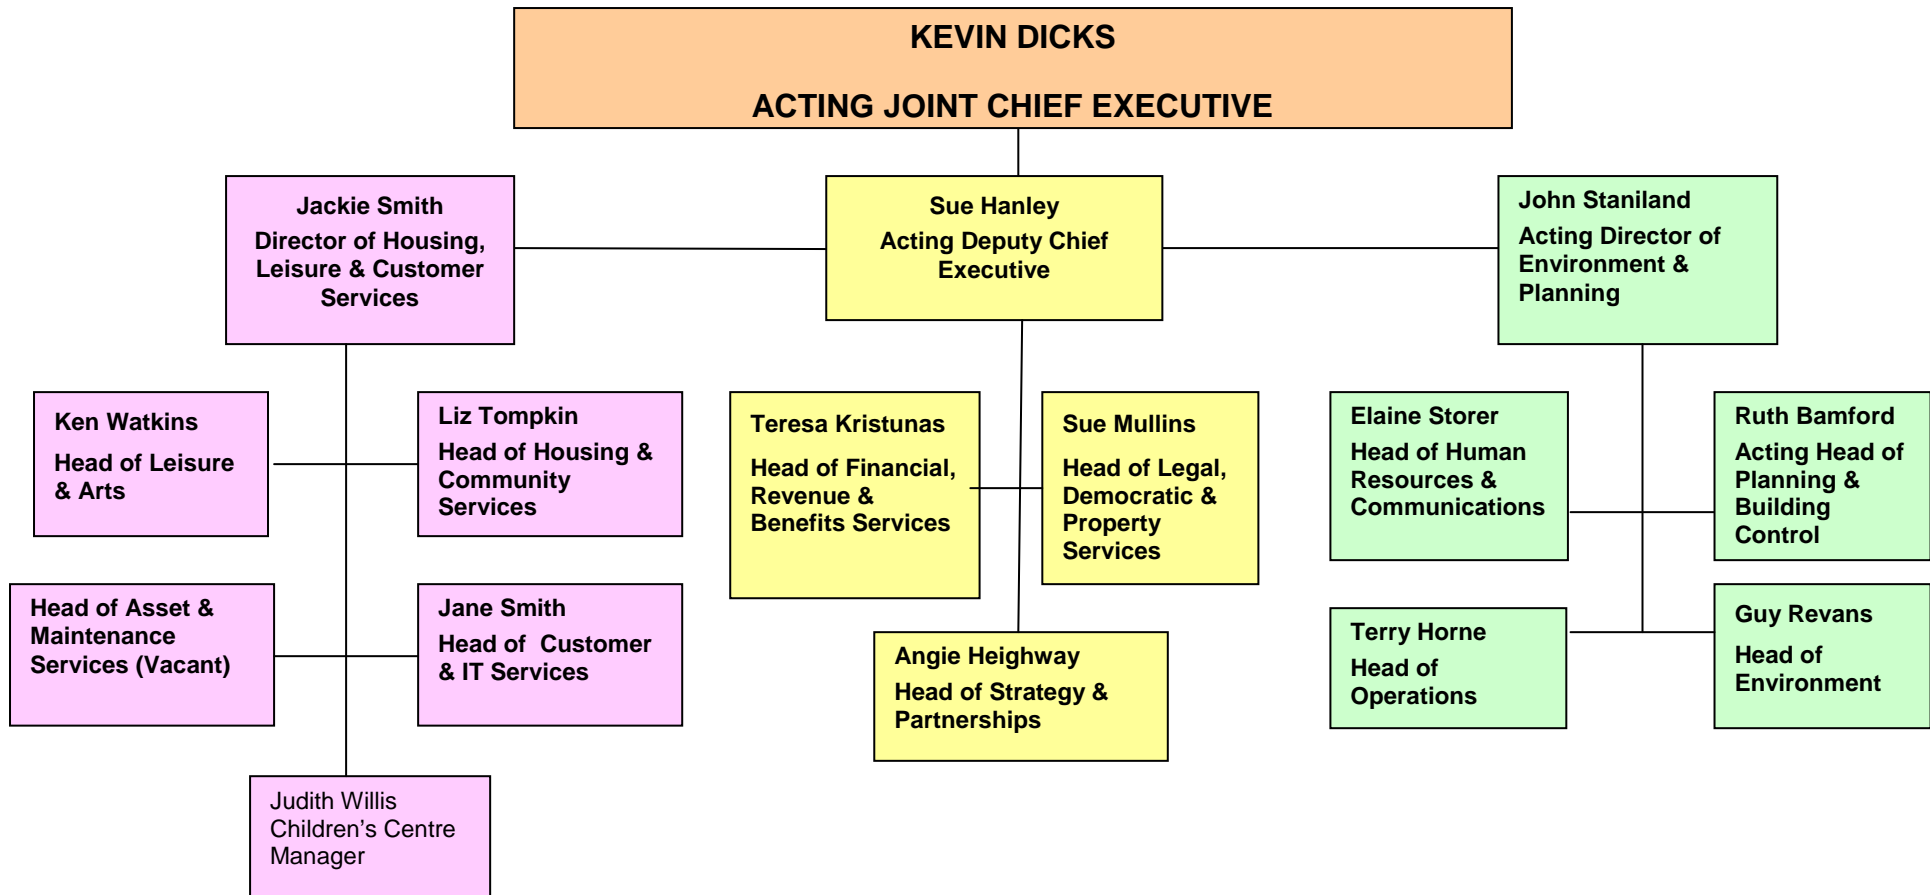 KEVIN DICKS
ACTING JOINT CHIEF EXECUTIVE
Jackie Smith
Director of Housing,
Leisure & Customer
Services
Sue Hanley
Acting Deputy Chief
Executive
John Staniland
Acting Director of
Environment &
Planning
Ken Watkins
Head of Leisure
& Arts
Liz Tompkin
Head of Housing &
Community
Services
Teresa Kristunas
Head of Financial,
Revenue &
Benefits Services
Sue Mullins
Head of Legal,
Democratic &
Property
Services
Elaine Storer
Head of Human
Resources &
Communications
Ruth Bamford
Acting Head of
Planning &
Building
Control
Head of Asset &
Maintenance
Services (Vacant)
Jane Smith
Head of  Customer
& IT Services
Angie Heighway
Head of Strategy &
Partnerships
Terry Horne
Head of
Operations
Guy Revans
Head of
Environment
Judith Willis
Children’s Centre
Manager